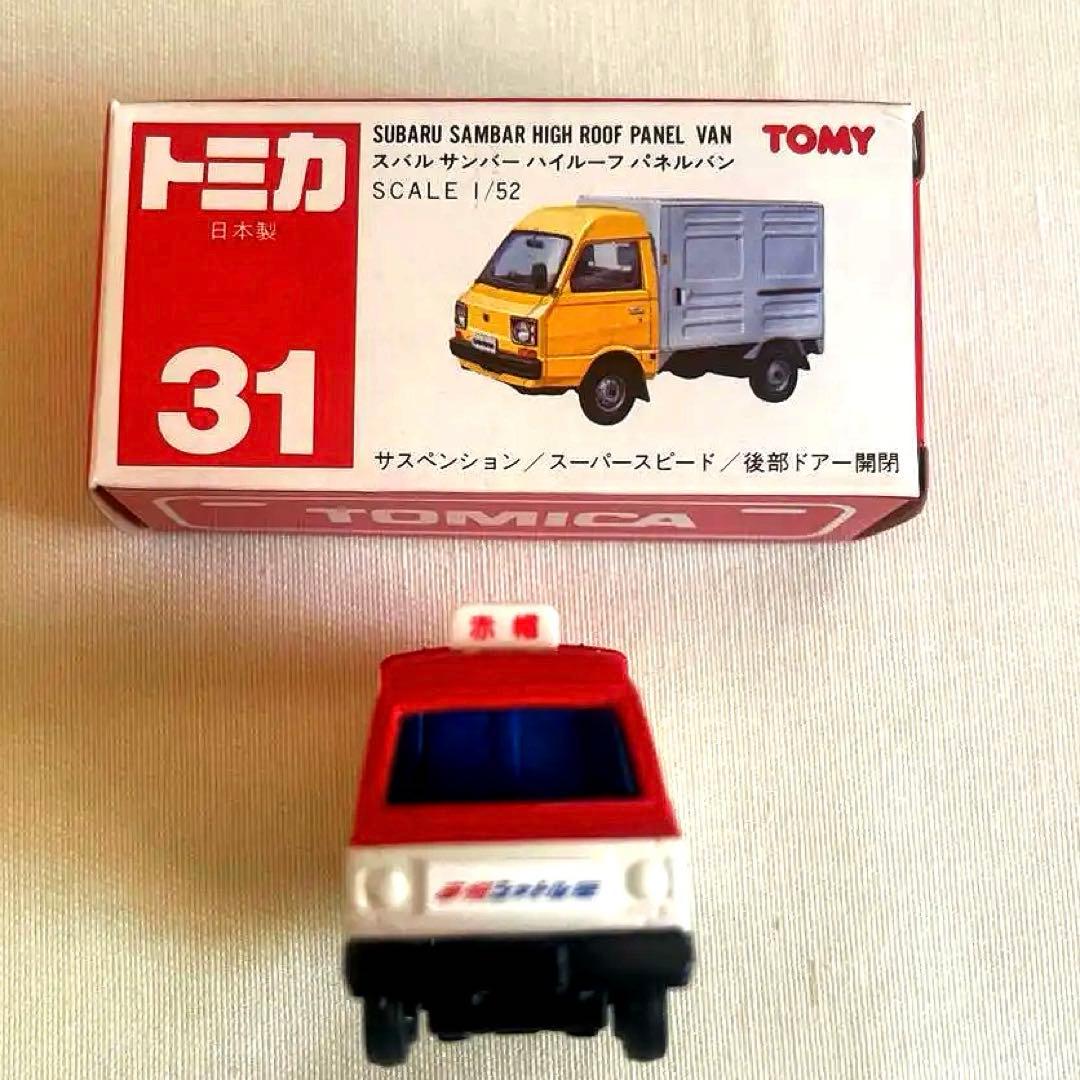 トミカ
日本製
31
SUBARU SAMBAR HIGH ROOF PANEL VAN
TOMY
スバル サンバー ハイルーフ パネルバン
SCALE 1/52
サスペンション／スーパースピード／後部ドアー開閉
TOMICA
赤帽